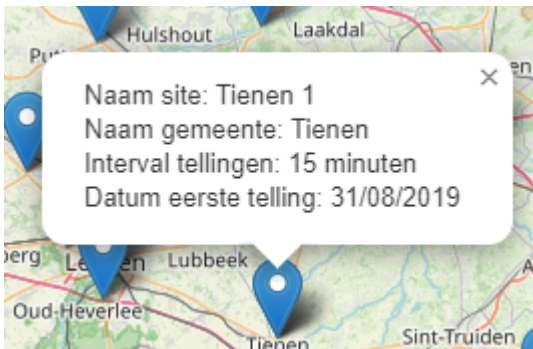 Hulshout
Laakdal
Naam site: Tienen 1
Naam gemeente: Tienen
Interval tellingen: 15 minuten
Datum eerste telling: 31/08/2019
Lubbeek
Oud-Heverlee
Tienen
Sint-Truiden